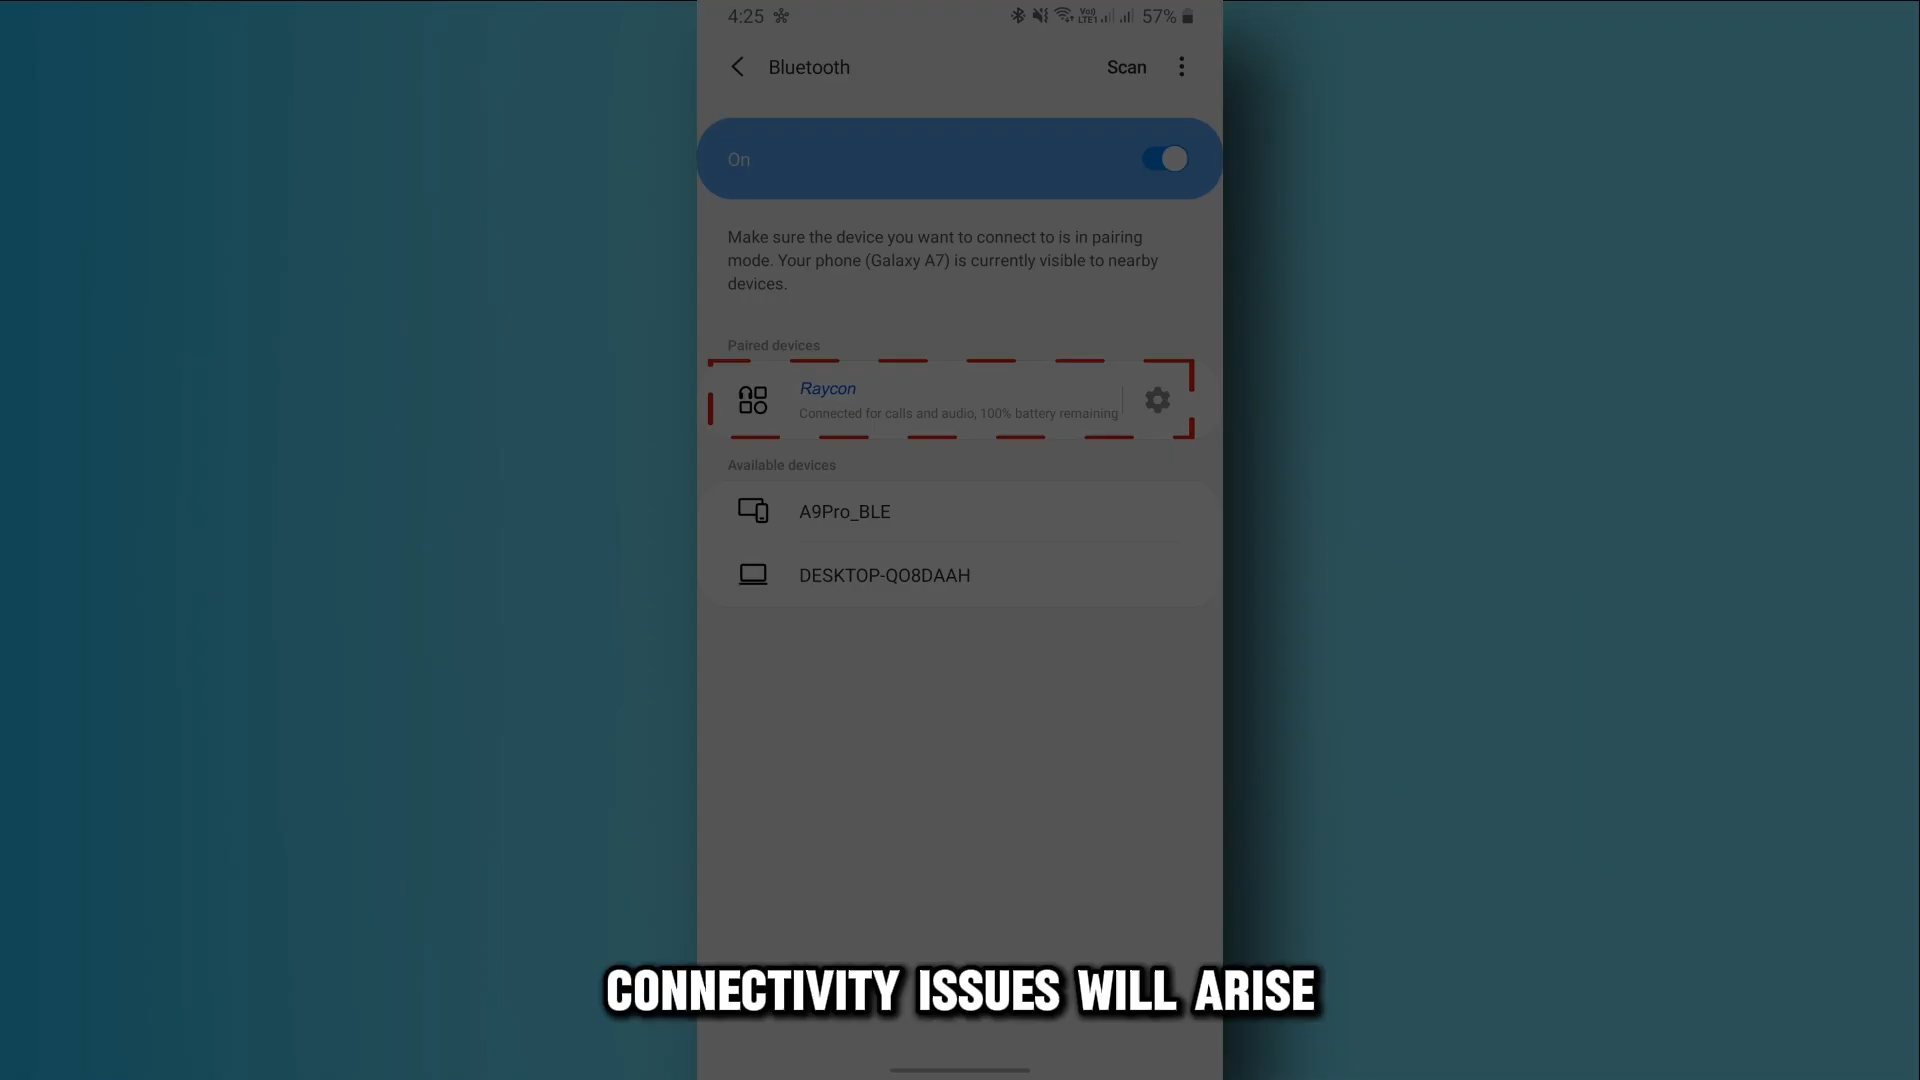 4:25
Vo)) LTE1 57%
Bluetooth Scan
On
Make sure the device you want to connect to is in pairing
mode. Your phone (Galaxy A7) is currently visible to nearby
devices.
Paired devices
Raycon
Connected for calls and audio, 100% battery remaining
Available devices
A9Pro_BLE
DESKTOP-QO8DAAH
CONNECTIVITY ISSUES WILL ARISE